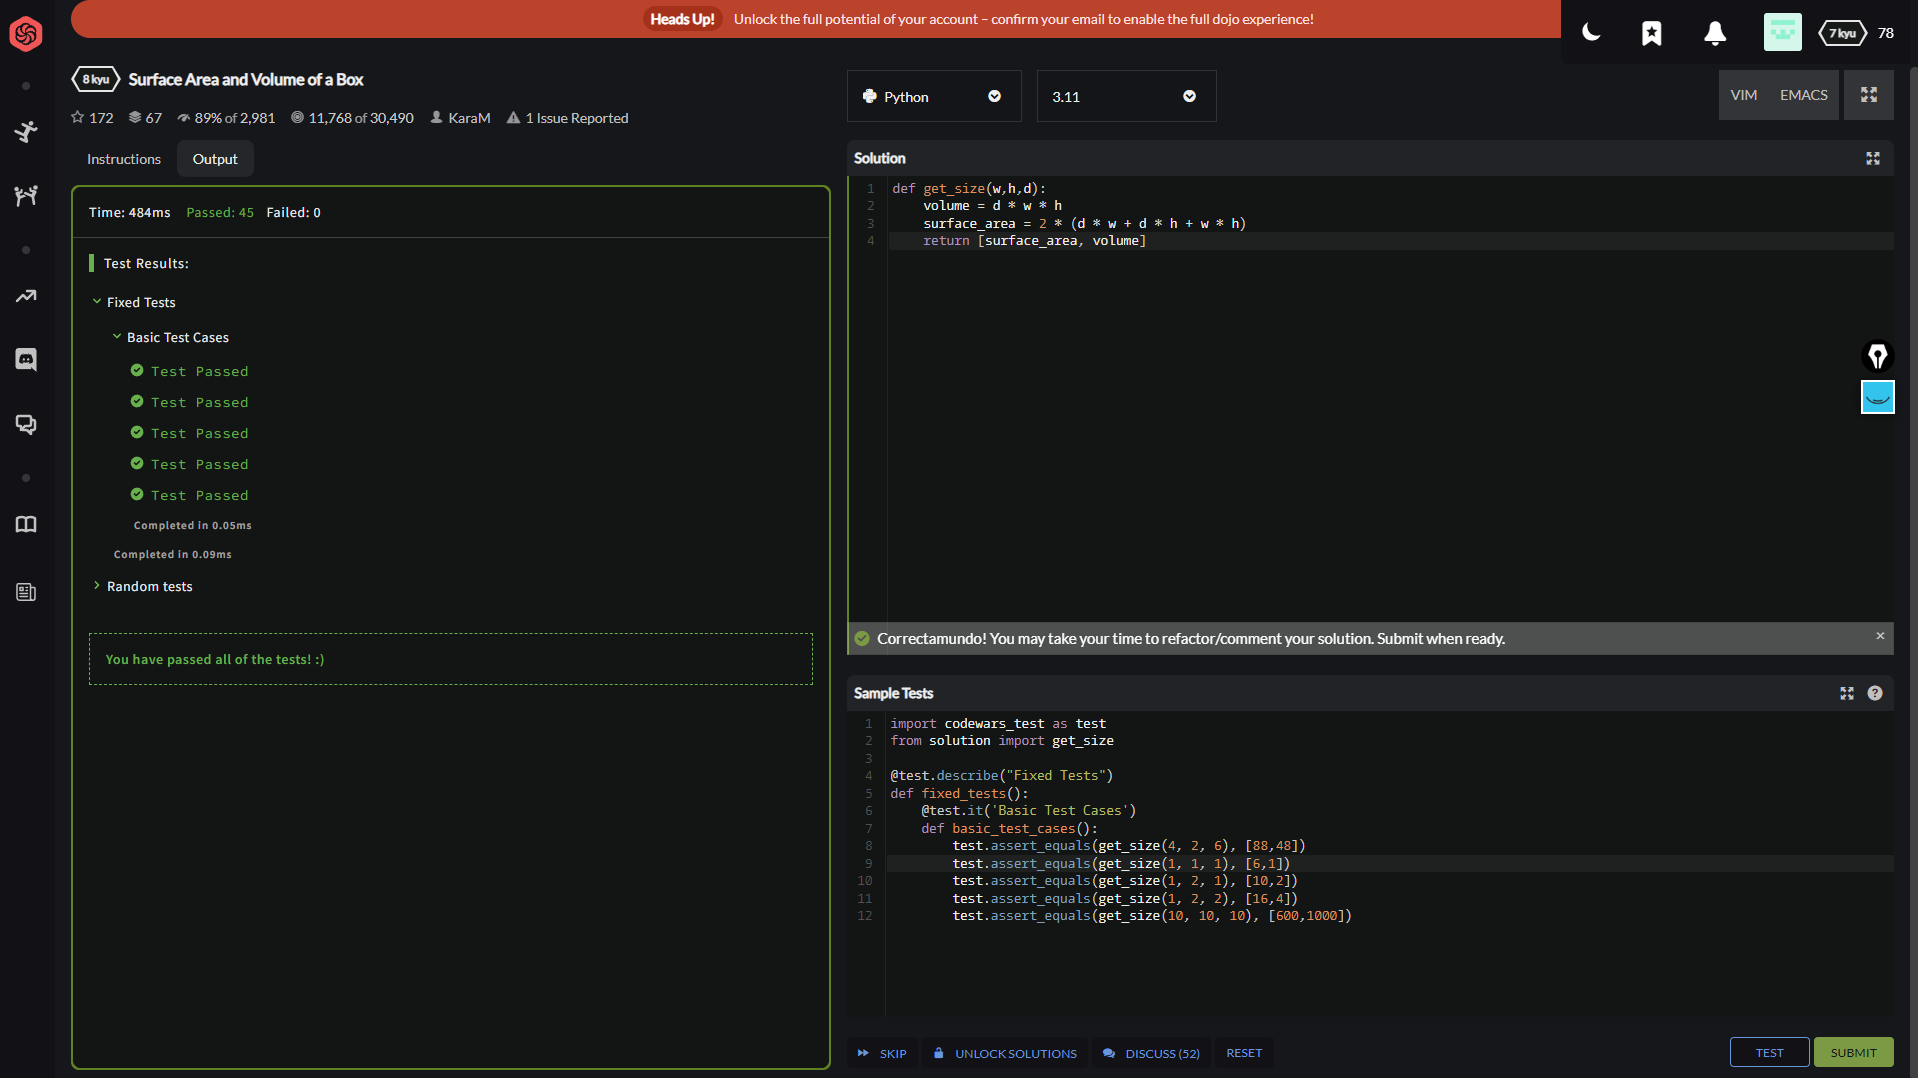 Heads Up! Unlock the full potential of your account – confirm your email to enable the full dojo experience!
7 kyu 78
8 kyu Surface Area and Volume of a Box
172 67 89% of 2,981 11,768 of 30,490 KaraM 1 Issue Reported
Instructions Output
Time: 484ms Passed: 45 Failed: 0
Test Results:
Fixed Tests
Basic Test Cases
Test Passed
Test Passed
Test Passed
Test Passed
Test Passed
Completed in 0.05ms
Completed in 0.09ms
Random tests
You have passed all of the tests! :)
Python 3.11
VIM EMACS
Solution
1 def get_size(w,h,d):
2     volume = d * w * h
3     surface_area = 2 * (d * w + d * h + w * h)
4     return [surface_area, volume]
Correctamundo! You may take your time to refactor/comment your solution. Submit when ready. ×
Sample Tests ?
1 import codewars_test as test
2 from solution import get_size
3
4 @test.describe("Fixed Tests")
5 def fixed_tests():
6     @test.it('Basic Test Cases')
7     def basic_test_cases():
8         test.assert_equals(get_size(4, 2, 6), [88,48])
9         test.assert_equals(get_size(1, 1, 1), [6,1])
10         test.assert_equals(get_size(1, 2, 1), [10,2])
11         test.assert_equals(get_size(1, 2, 2), [16,4])
12         test.assert_equals(get_size(10, 10, 10), [600,1000])
SKIP UNLOCK SOLUTIONS DISCUSS (52) RESET TEST SUBMIT